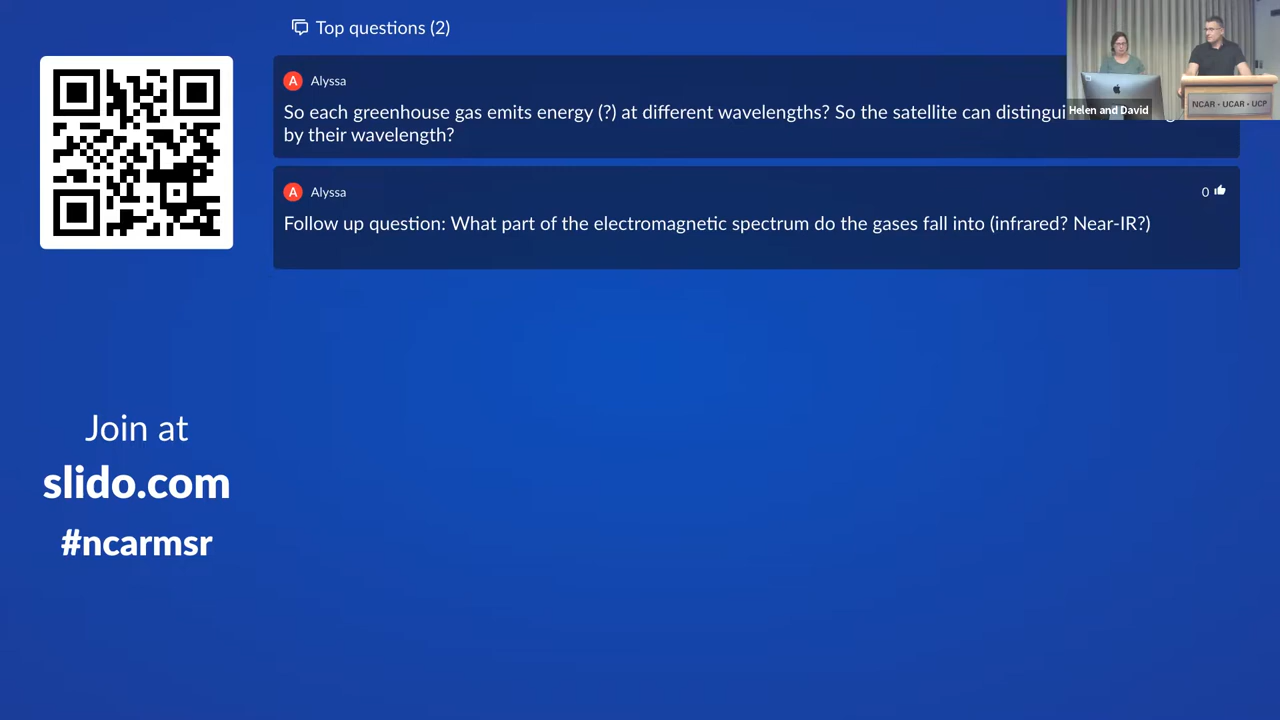 Top questions (2)
A Alyssa
So each greenhouse gas emits energy (?) at different wavelengths? So the satellite can
by their wavelength?
A Alyssa
0
Follow up question: What part of the electromagnetic spectrum do the gases fall into (infrared? Near-IR?)
Join at
slido.com
#ncarmsr
Helen and David
NCAR • UCAR • UCP